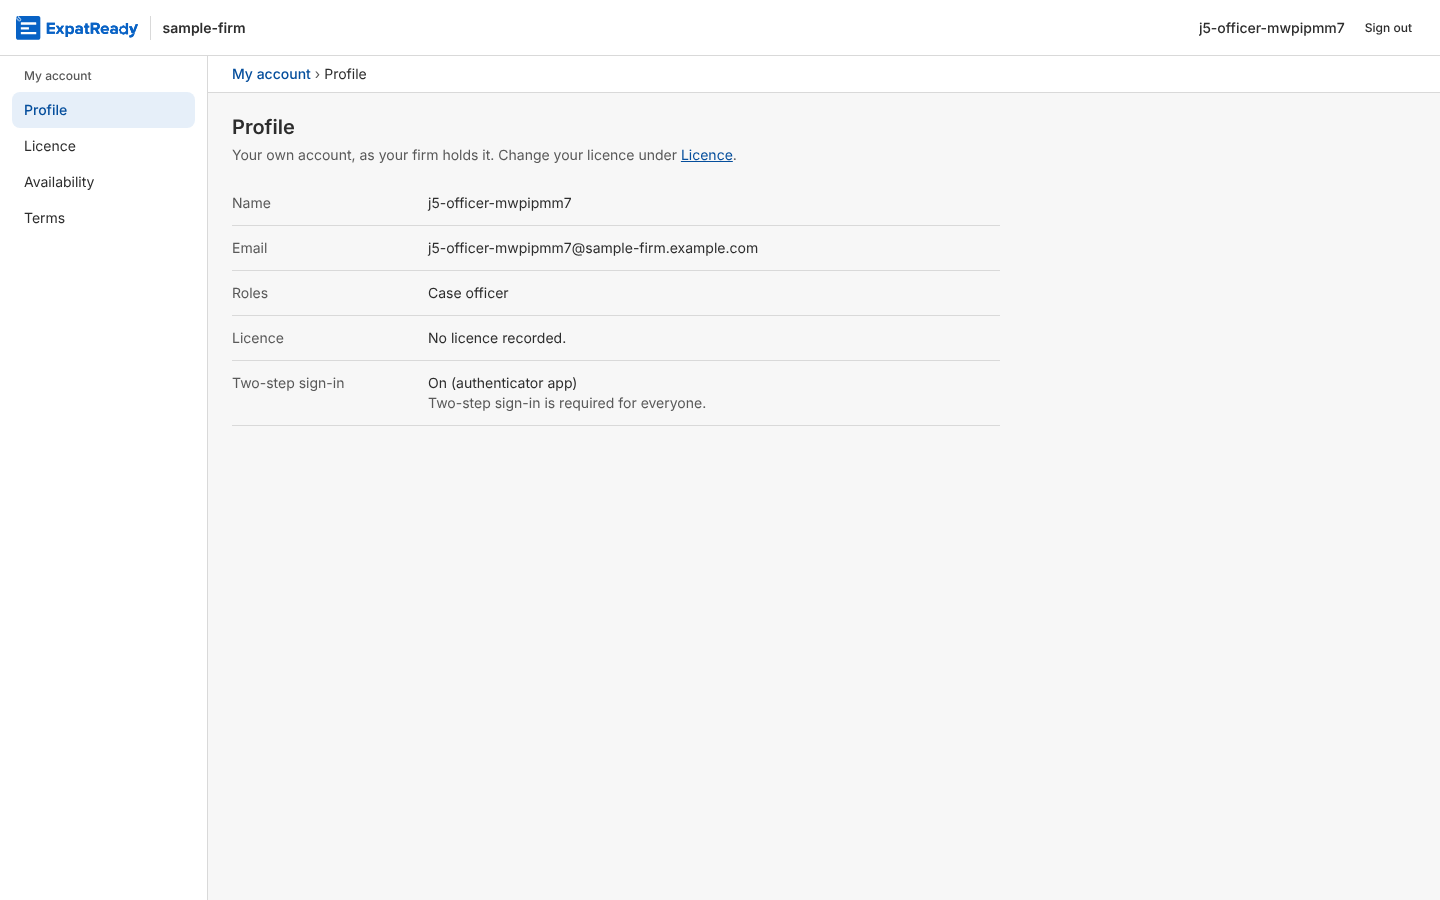 ExpatReady
sample-firm
j5-officer-mwpipmm7
Sign out
My account
Profile
Licence
Availability
Terms
My account › Profile
Profile
Your own account, as your firm holds it. Change your licence under Licence.
Name j5-officer-mwpipmm7
Email j5-officer-mwpipmm7@sample-firm.example.com
Roles Case officer
Licence No licence recorded.
Two-step sign-in On (authenticator app)
Two-step sign-in is required for everyone.